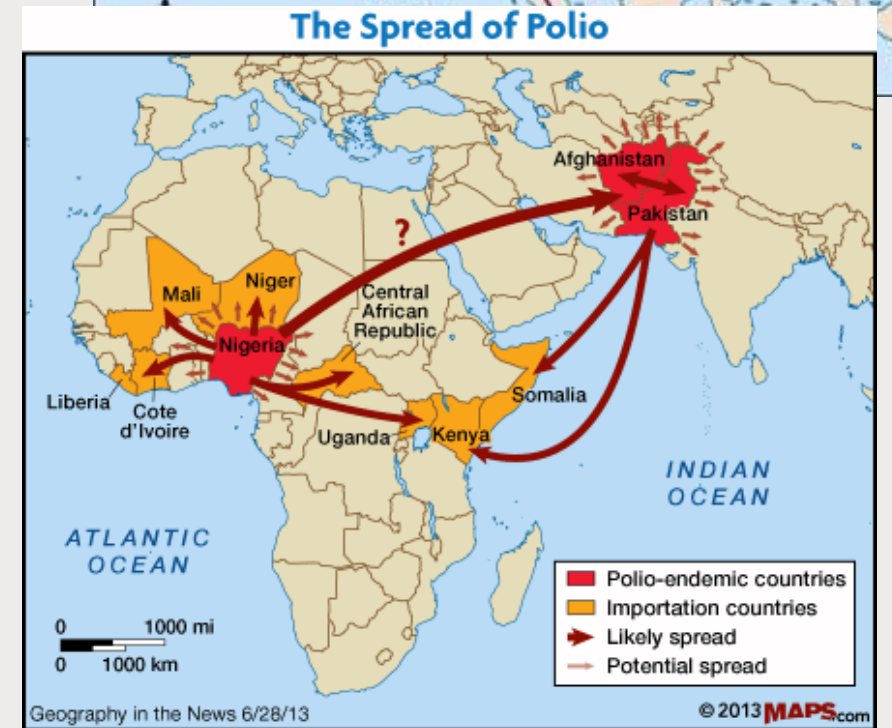 The Spread of Polio
Afghanistan
Pakistan
?
Mali
Niger
Central
African
Republic
Nigeria
Liberia
Cote
d'Ivoire
Uganda
Kenya
Somalia
INDIAN
OCEAN
ATLANTIC
OCEAN
0 1000 mi
0 1000 km
Polio-endemic countries
Importation countries
Likely spread
Potential spread
Geography in the News 6/28/13
© 2013 MAPS.com